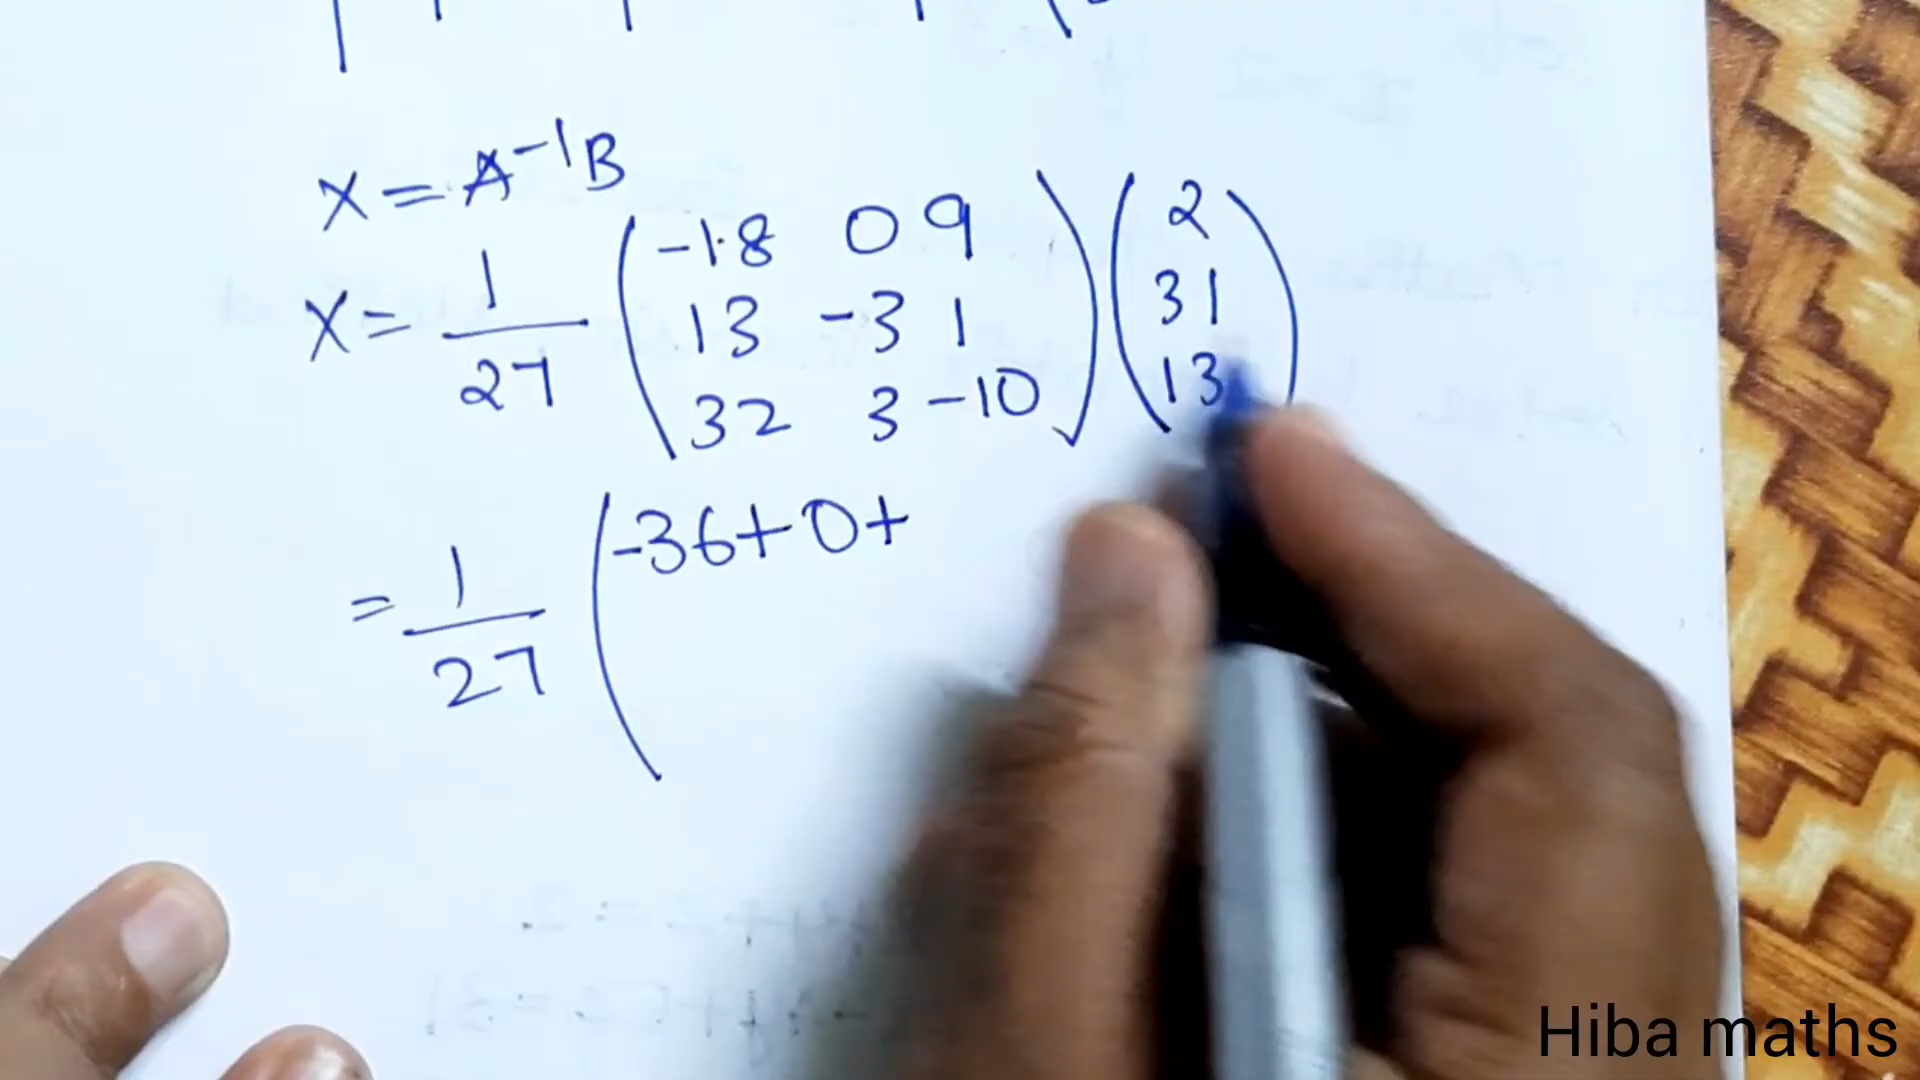 X = A⁻¹B
X = 1/27 (-18 0 9
13 -3 1
32 3 -10) (2
31
13)
= 1/27 (-36+0+
Hiba maths